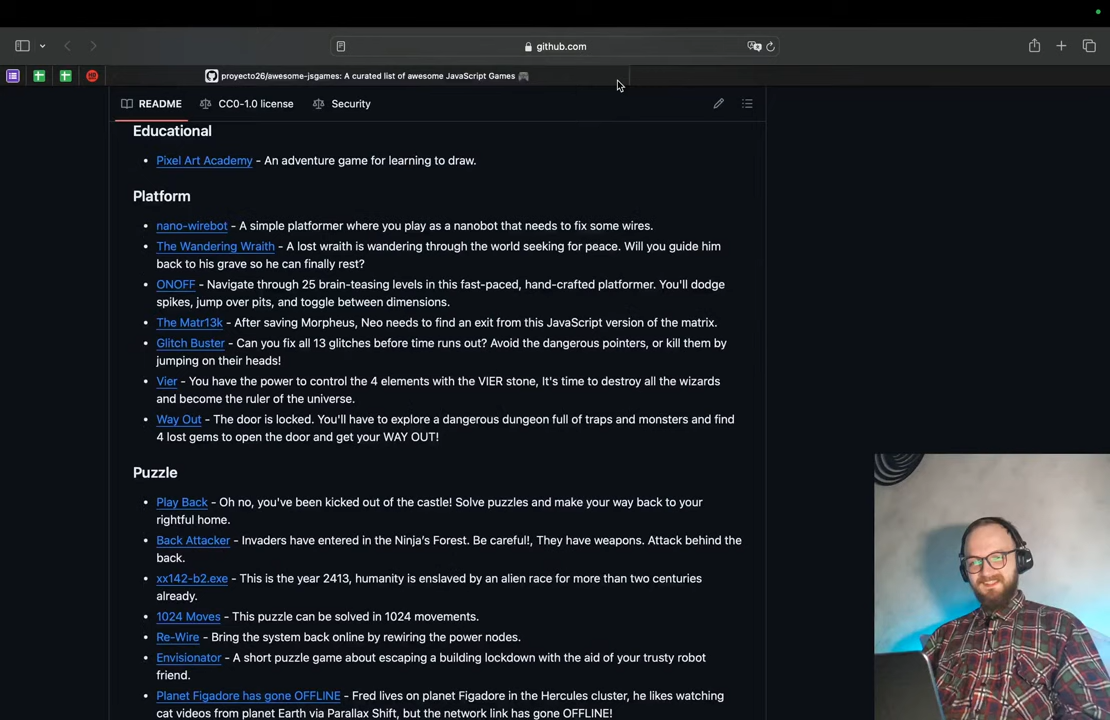 github.com
proyecto26/awesome-jsgames: A curated list of awesome JavaScript Games 🎮
README
CC0-1.0 license
Security
Educational
• Pixel Art Academy - An adventure game for learning to draw.
Platform
• nano-wirebot - A simple platformer where you play as a nanobot that needs to fix some wires.
• The Wandering Wraith - A lost wraith is wandering through the world seeking for peace. Will you guide him
back to his grave so he can finally rest?
• ONOFF - Navigate through 25 brain-teasing levels in this fast-paced, hand-crafted platformer. You'll dodge
spikes, jump over pits, and toggle between dimensions.
• The Matr13k - After saving Morpheus, Neo needs to find an exit from this JavaScript version of the matrix.
• Glitch Buster - Can you fix all 13 glitches before time runs out? Avoid the dangerous pointers, or kill them by
jumping on their heads!
• Vier - You have the power to control the 4 elements with the VIER stone, It's time to destroy all the wizards
and become the ruler of the universe.
• Way Out - The door is locked. You'll have to explore a dangerous dungeon full of traps and monsters and find
4 lost gems to open the door and get your WAY OUT!
Puzzle
• Play Back - Oh no, you've been kicked out of the castle! Solve puzzles and make your way back to your
rightful home.
• Back Attacker - Invaders have entered in the Ninja's Forest. Be careful!, They have weapons. Attack behind the
back.
• xx142-b2.exe - This is the year 2413, humanity is enslaved by an alien race for more than two centuries
already.
• 1024 Moves - This puzzle can be solved in 1024 movements.
• Re-Wire - Bring the system back online by rewiring the power nodes.
• Envisionator - A short puzzle game about escaping a building lockdown with the aid of your trusty robot
friend.
• Planet Figadore has gone OFFLINE - Fred lives on planet Figadore in the Hercules cluster, he likes watching
cat videos from planet Earth via Parallax Shift, but the network link has gone OFFLINE!